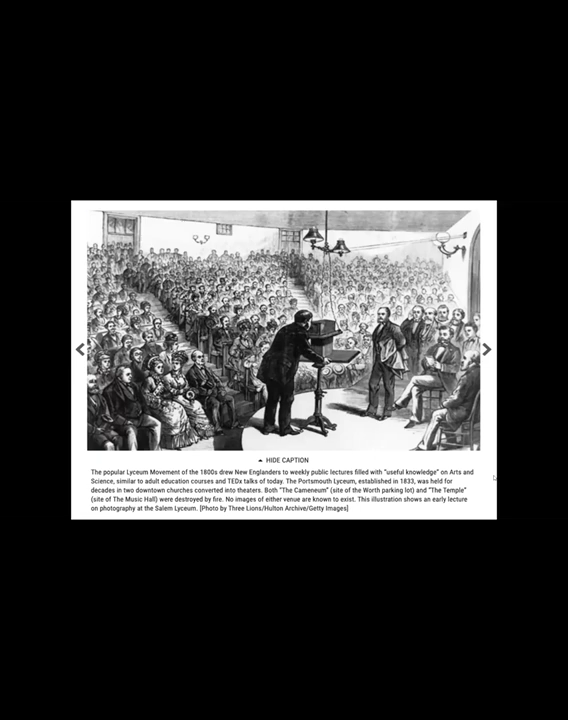 HIDE CAPTION
The popular Lyceum Movement of the 1800s drew New Englanders to weekly public lectures filled with "useful knowledge" on Arts and
Science, similar to adult education courses and TEDx talks of today. The Portsmouth Lyceum, established in 1833, was held for
decades in two downtown churches converted into theaters. Both "The Cameneum" (site of the Worth parking lot) and "The Temple"
(site of The Music Hall) were destroyed by fire. No images of either venue are known to exist. This illustration shows an early lecture
on photography at the Salem Lyceum. [Photo by Three Lions/Hulton Archive/Getty Images]